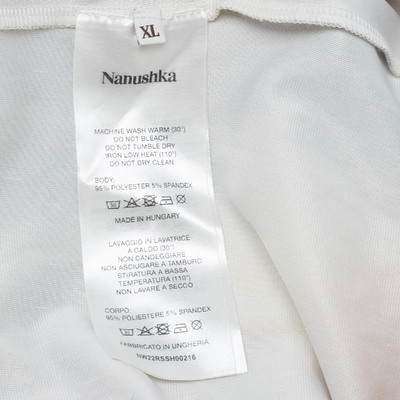 XL
Nanushka
MACHINE WASH WARM (30°)
DO NOT BLEACH
DO NOT TUMBLE DRY
IRON LOW HEAT (110°)
DO NOT DRY CLEAN
BODY:
95% POLYESTER 5% SPANDEX
MADE IN HUNGARY
LAVAGGIO IN LAVATRICE
A CALDO (30°)
NON CANDEGGIARE
NON ASCIUGARE A TAMBURO
STIRATURA A BASSA
TEMPERATURA (110°)
NON LAVARE A SECCO
CORPO:
95% POLIESTERE 5% SPANDEX
FABBRICATO IN UNGHERIA
NW22RSSH00216